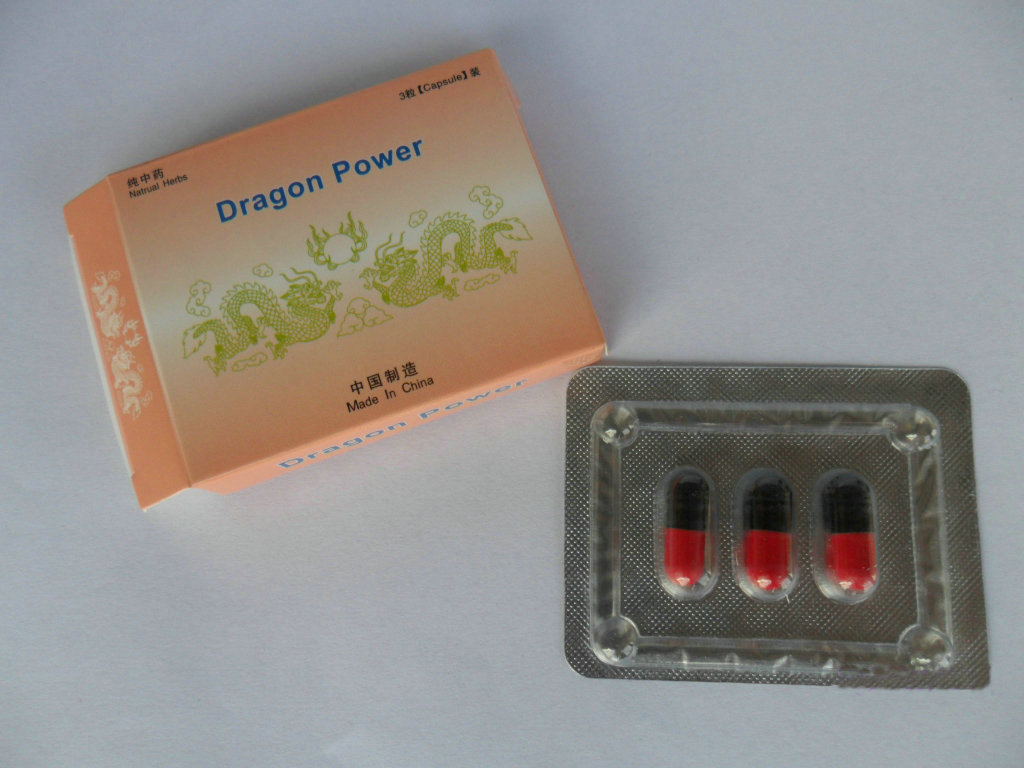 3粒【Capsule】装
纯中药
Natrual Herbs
Dragon Power
中国制造
Made In China
Dragon Power